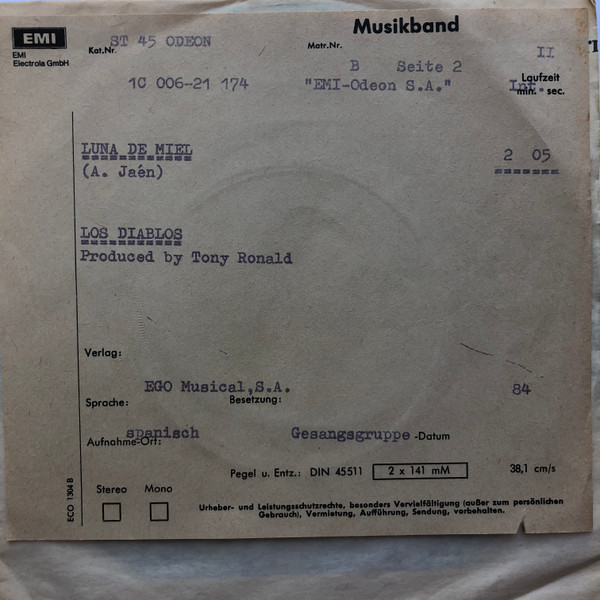 EMI
EMI
Electrola GmbH
Musikband
Kat.Nr. ST 45 ODEON
Matr.Nr.
II
B Seite 2
Laufzeit
1C 006-21 174
"EMI-Odeon S.A."
Int.
min. sec.
LUNA DE MIEL
2 05
(A. Jaén)
LOS DIABLOS
Produced by Tony Ronald
Verlag:
EGO Musical,S.A.
84
Sprache:
Besetzung:
spanisch
Gesangsgruppe
Aufnahme-Ort:
-Datum
Pegel u. Entz.: DIN 45511 2 x 141 mM 38,1 cm/s
Stereo Mono
Urheber- und Leistungsschutzrechte, besonders Vervielfältigung (außer zum persönlichen
Gebrauch), Vermietung, Aufführung, Sendung, vorbehalten.
ECO 1304 B